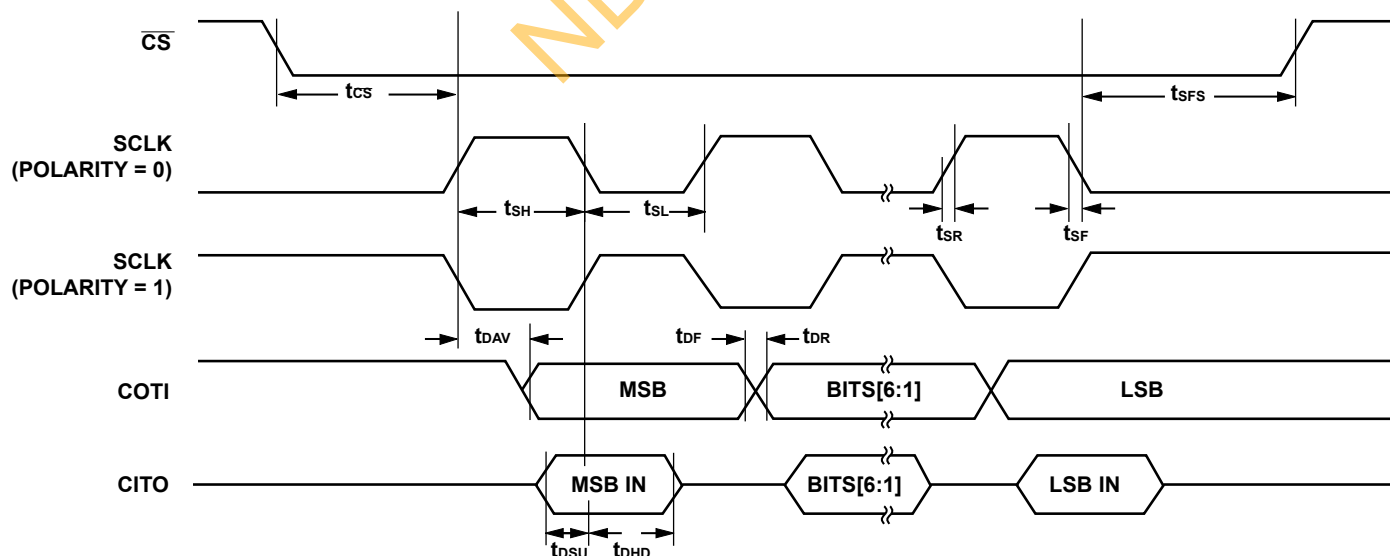 CS
tCS
tSFS
SCLK
(POLARITY = 0)
tSH
tSL
tSR
tSF
SCLK
(POLARITY = 1)
tDAV
tDF
tDR
COTI
MSB
BITS[6:1]
LSB
CITO
MSB IN
BITS[6:1]
LSB IN
tDSU
tDHD